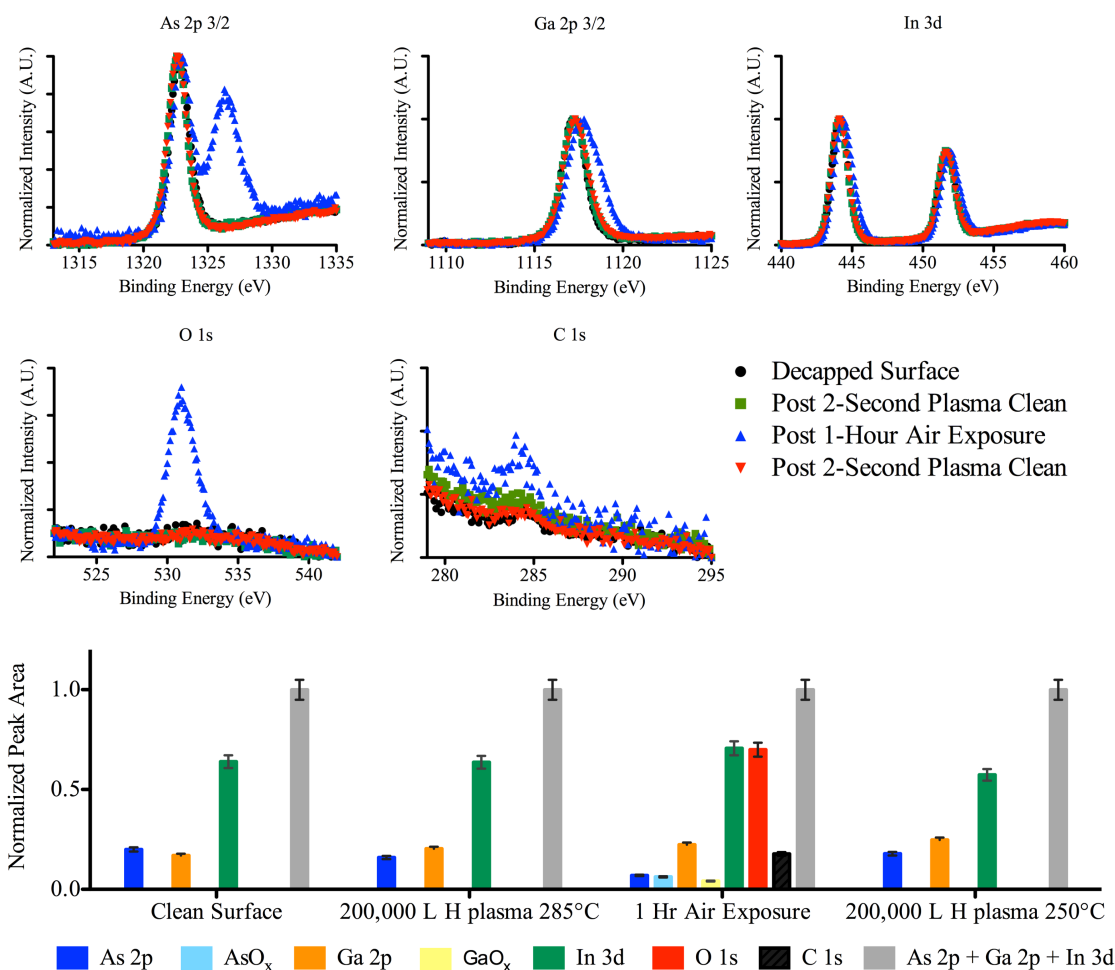 As 2p 3/2
Normalized Intensity (A.U.)
1315 1320 1325 1330 1335
Binding Energy (eV)
Ga 2p 3/2
Normalized Intensity (A.U.)
1110 1115 1120 1125
Binding Energy (eV)
In 3d
Normalized Intensity (A.U.)
440 445 450 455 460
Binding Energy (eV)
O 1s
Normalized Intensity (A.U.)
525 530 535 540
Binding Energy (eV)
C 1s
Normalized Intensity (A.U.)
280 285 290 295
Binding Energy (eV)
Decapped Surface
Post 2-Second Plasma Clean
Post 1-Hour Air Exposure
Post 2-Second Plasma Clean
Normalized Peak Area
1.0
0.5
0.0
Clean Surface
200,000 L H plasma 285°C
1 Hr Air Exposure
200,000 L H plasma 250°C
As 2p
AsOx
Ga 2p
GaOx
In 3d
O 1s
C 1s
As 2p + Ga 2p + In 3d